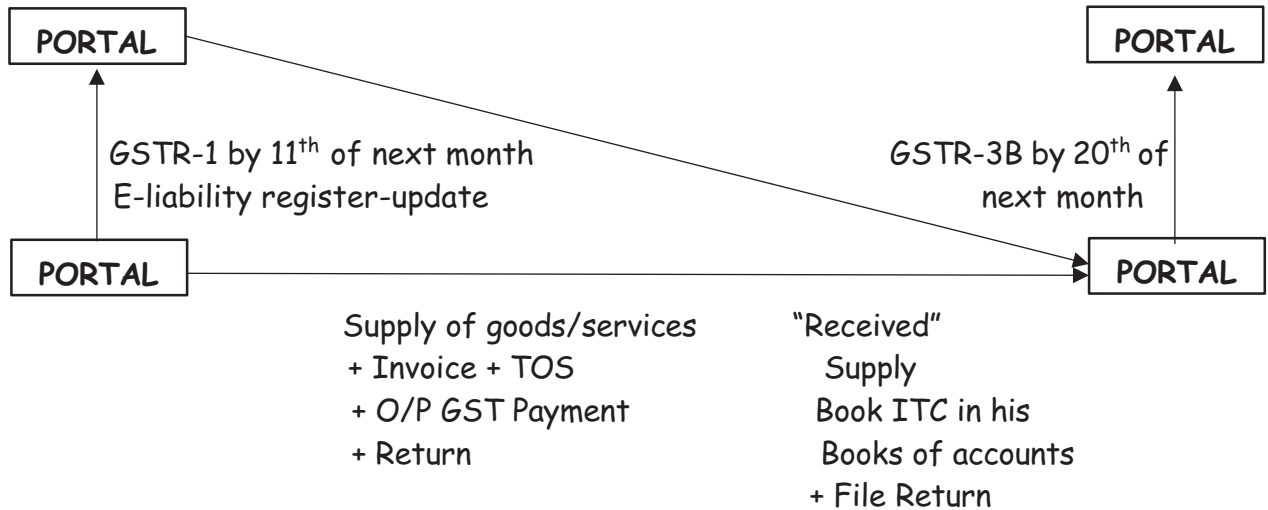 PORTAL
PORTAL
GSTR-1 by 11th of next month
E-liability register-update
GSTR-3B by 20th of
next month
PORTAL
PORTAL
Supply of goods/services
+ Invoice + TOS
+ O/P GST Payment
+ Return
“Received”
Supply
Book ITC in his
Books of accounts
+ File Return